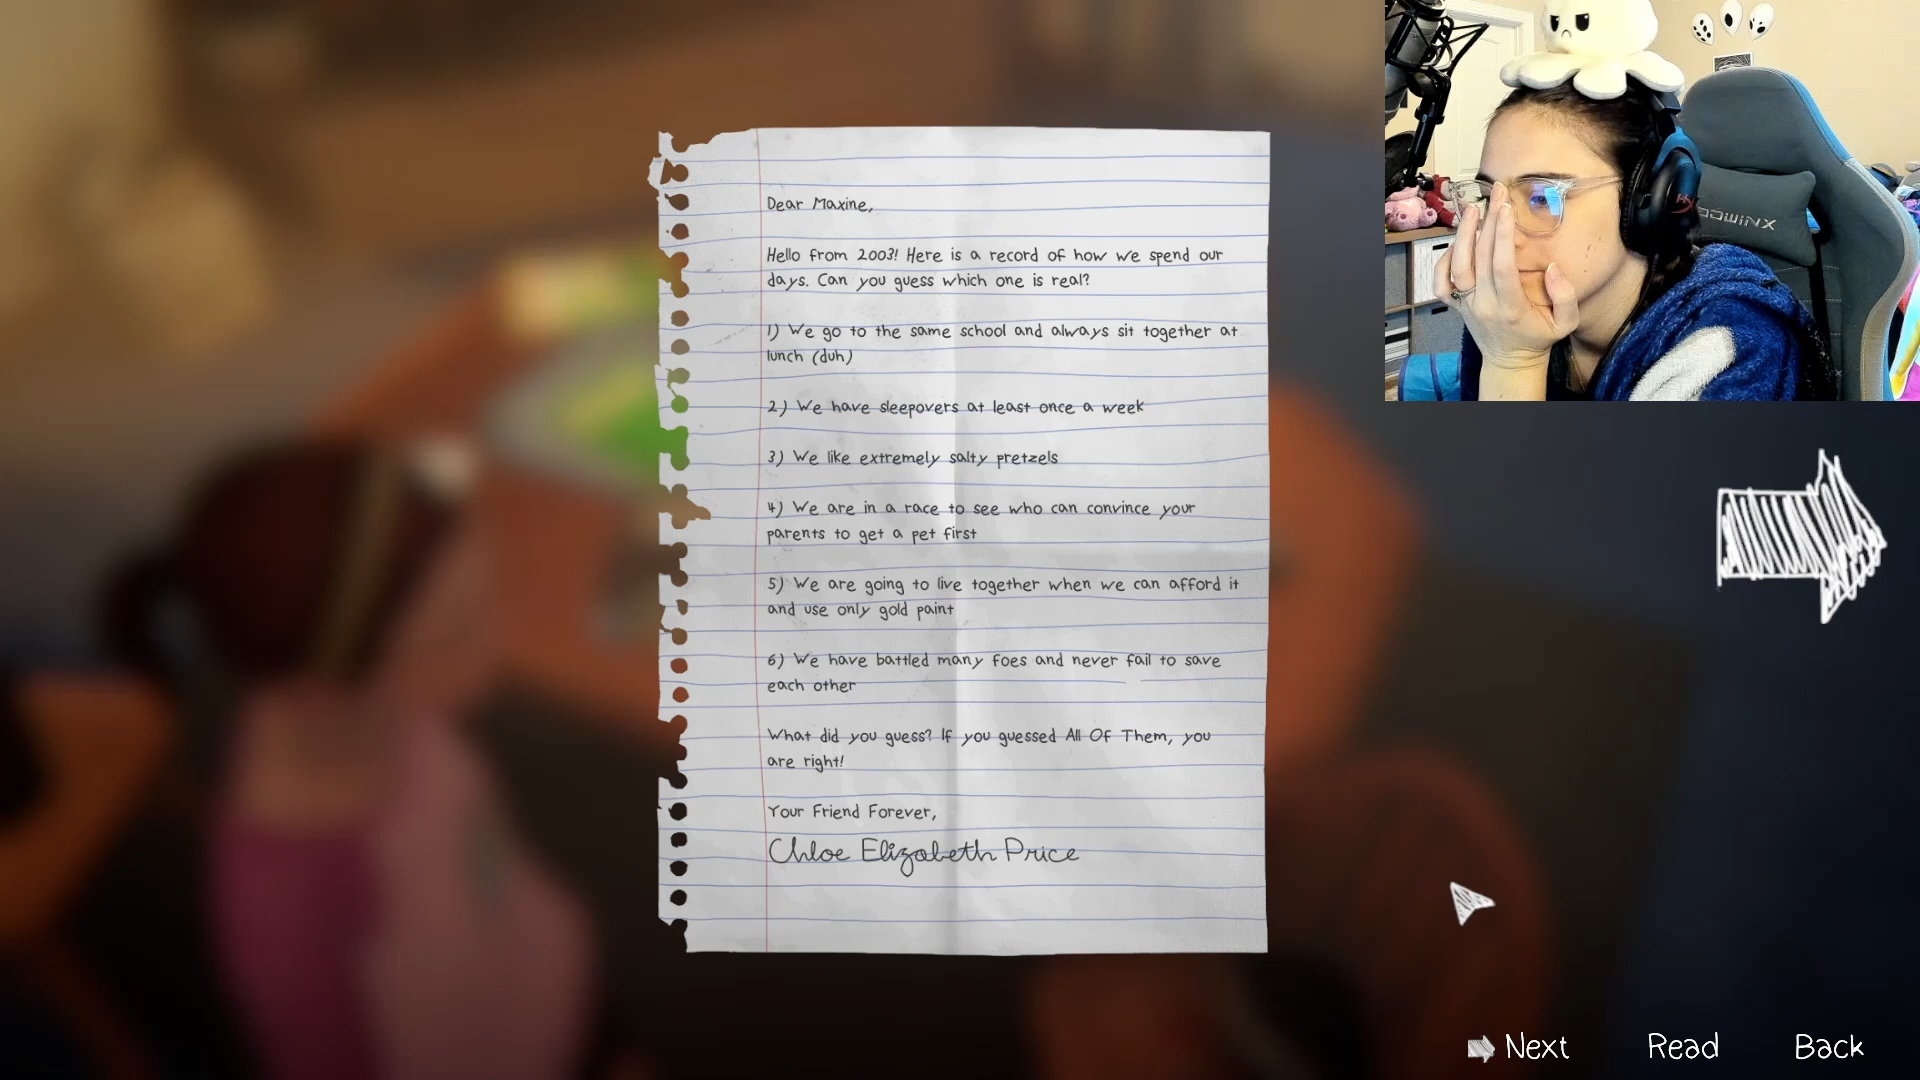 Dear Maxine,
Hello from 2003! Here is a record of how we spend our
days. Can you guess which one is real?
1) We go to the same school and always sit together at
lunch (duh)
2) We have sleepovers at least once a week
3) We like extremely salty pretzels
4) We are in a race to see who can convince your
parents to get a pet first
5) We are going to live together when we can afford it
and use only gold paint
6) We have battled many foes and never fail to save
each other
What did you guess? If you guessed All Of Them, you
are right!
Your Friend Forever,
Chloe Elizabeth Price
Next
Read
Back